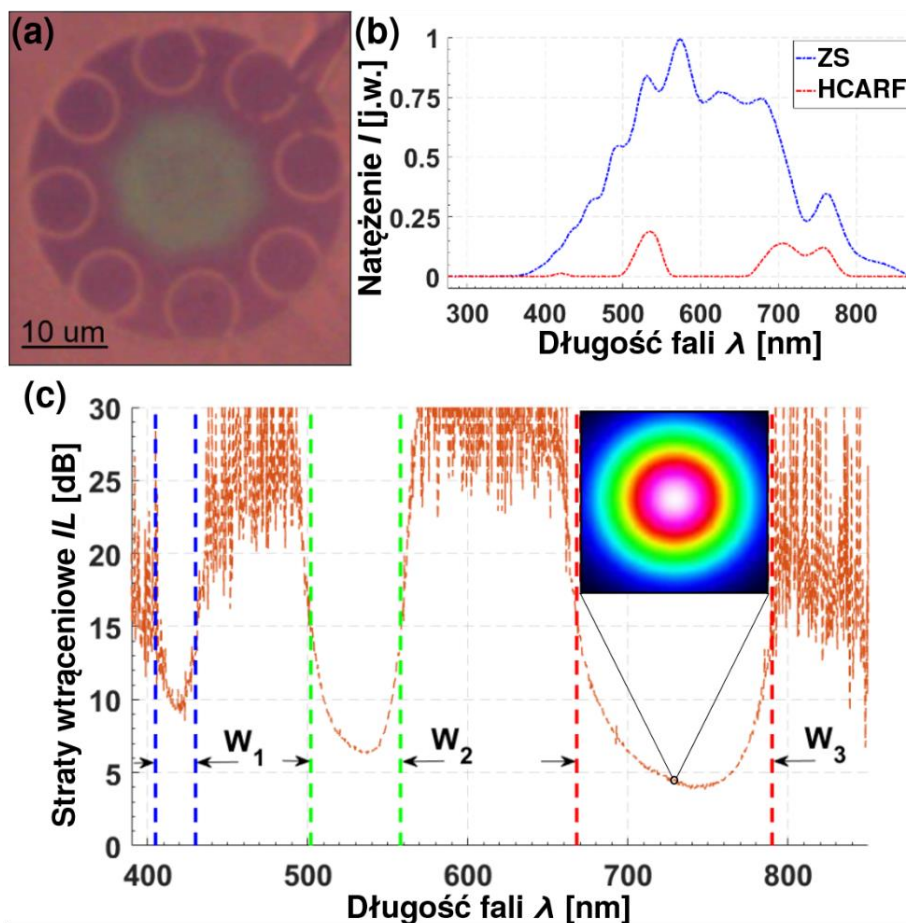 (a)
10 um
(b)
Natężenie I [j.w.]
1
0.75
0.5
0.25
0
ZS
HCARF
300 400 500 600 700 800
Długość fali λ [nm]
(c)
Straty wtrąceniowe IL [dB]
30
25
20
15
10
5
0
W1
W2
W3
400 500 600 700 800
Długość fali λ [nm]